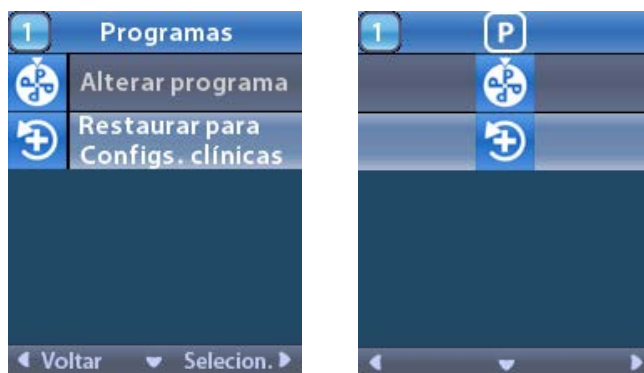 1 Programas
Alterar programa
Restaurar para
Configs. clínicas
Voltar Selecion.
1 P